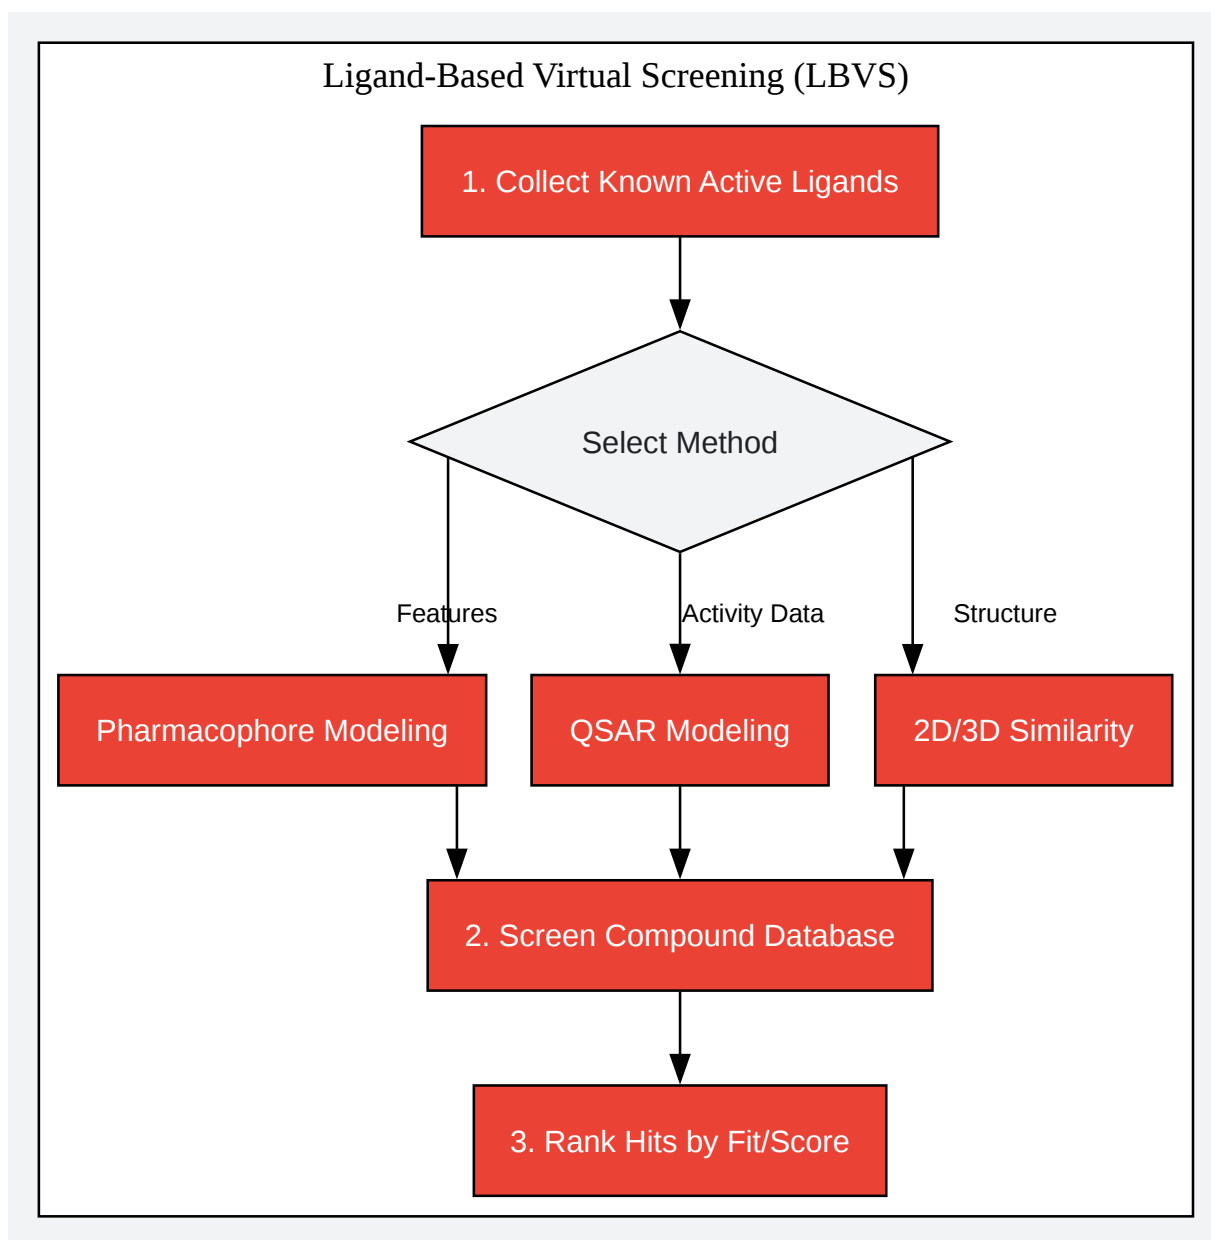 Ligand-Based Virtual Screening (LBVS)
1. Collect Known Active Ligands
Select Method
Features
Activity Data
Structure
Pharmacophore Modeling
QSAR Modeling
2D/3D Similarity
2. Screen Compound Database
3. Rank Hits by Fit/Score